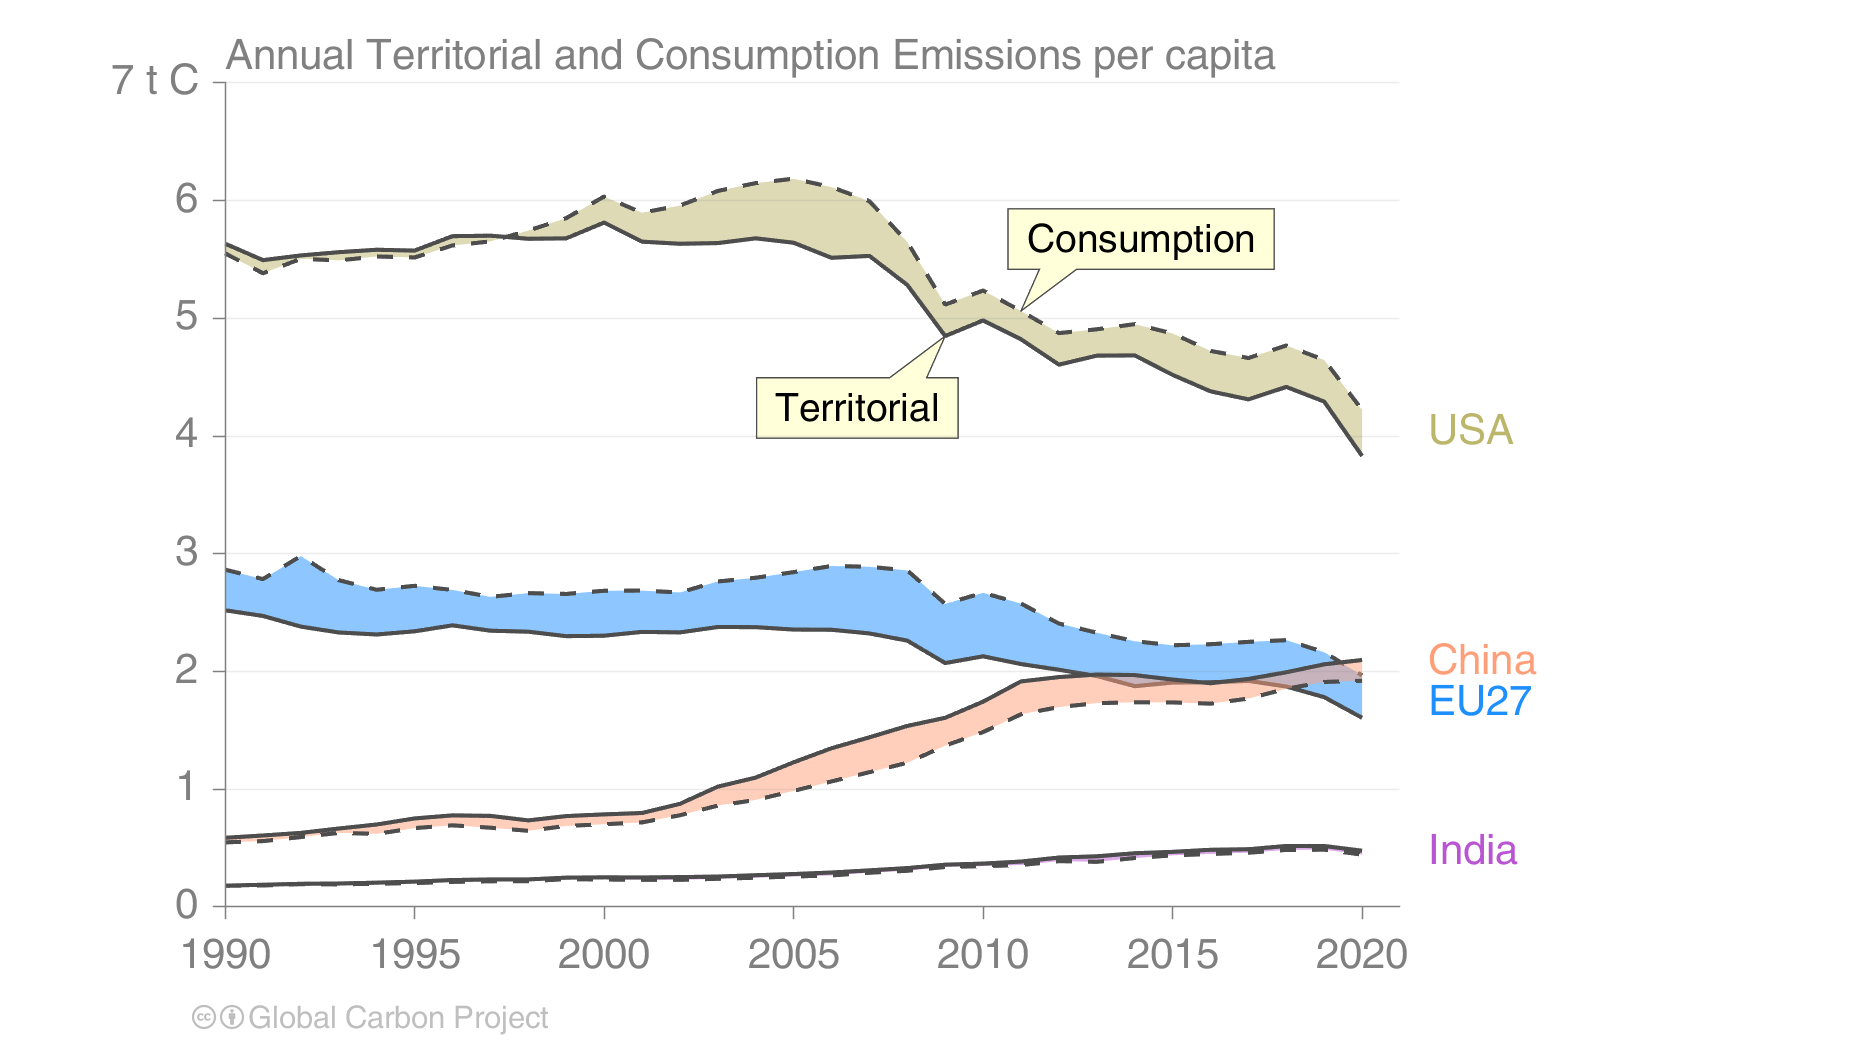 Annual Territorial and Consumption Emissions per capita
7 t C
6
5
4
3
2
1
0
Consumption
Territorial
USA
China
EU27
India
1990 1995 2000 2005 2010 2015 2020
cc Global Carbon Project